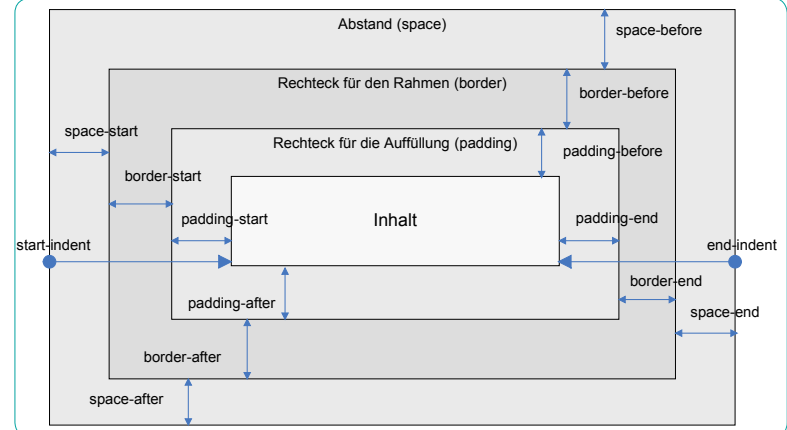 Abstand (space)
space-before
Rechteck für den Rahmen (border)
border-before
space-start
Rechteck für die Auffüllung (padding)
padding-before
border-start
padding-start
Inhalt
padding-end
start-indent
end-indent
border-end
padding-after
space-end
border-after
space-after